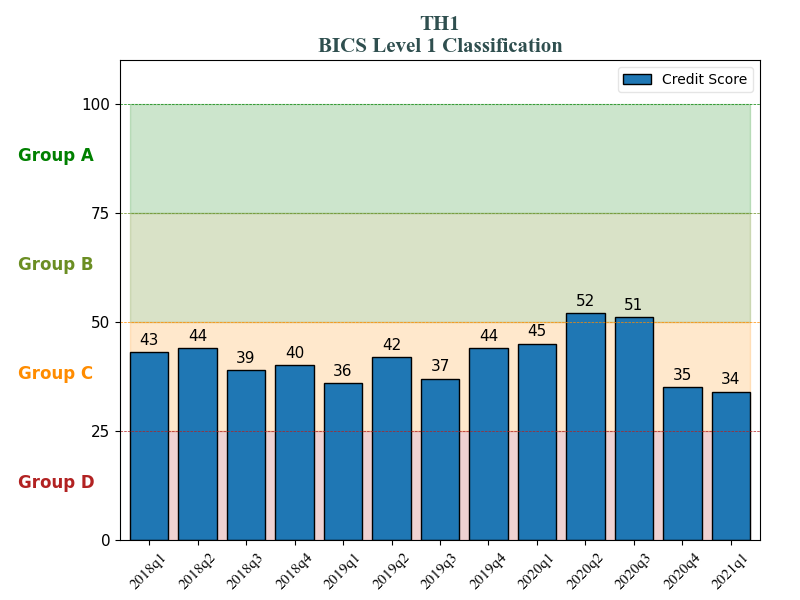 TH1
BICS Level 1 Classification
Credit Score
100
Group A
75
Group B
52
51
50
43
44
39
40
36
42
37
44
45
35
34
Group C
25
Group D
0
2018q1 2018q2 2018q3 2018q4 2019q1 2019q2 2019q3 2019q4 2020q1 2020q2 2020q3 2020q4 2021q1